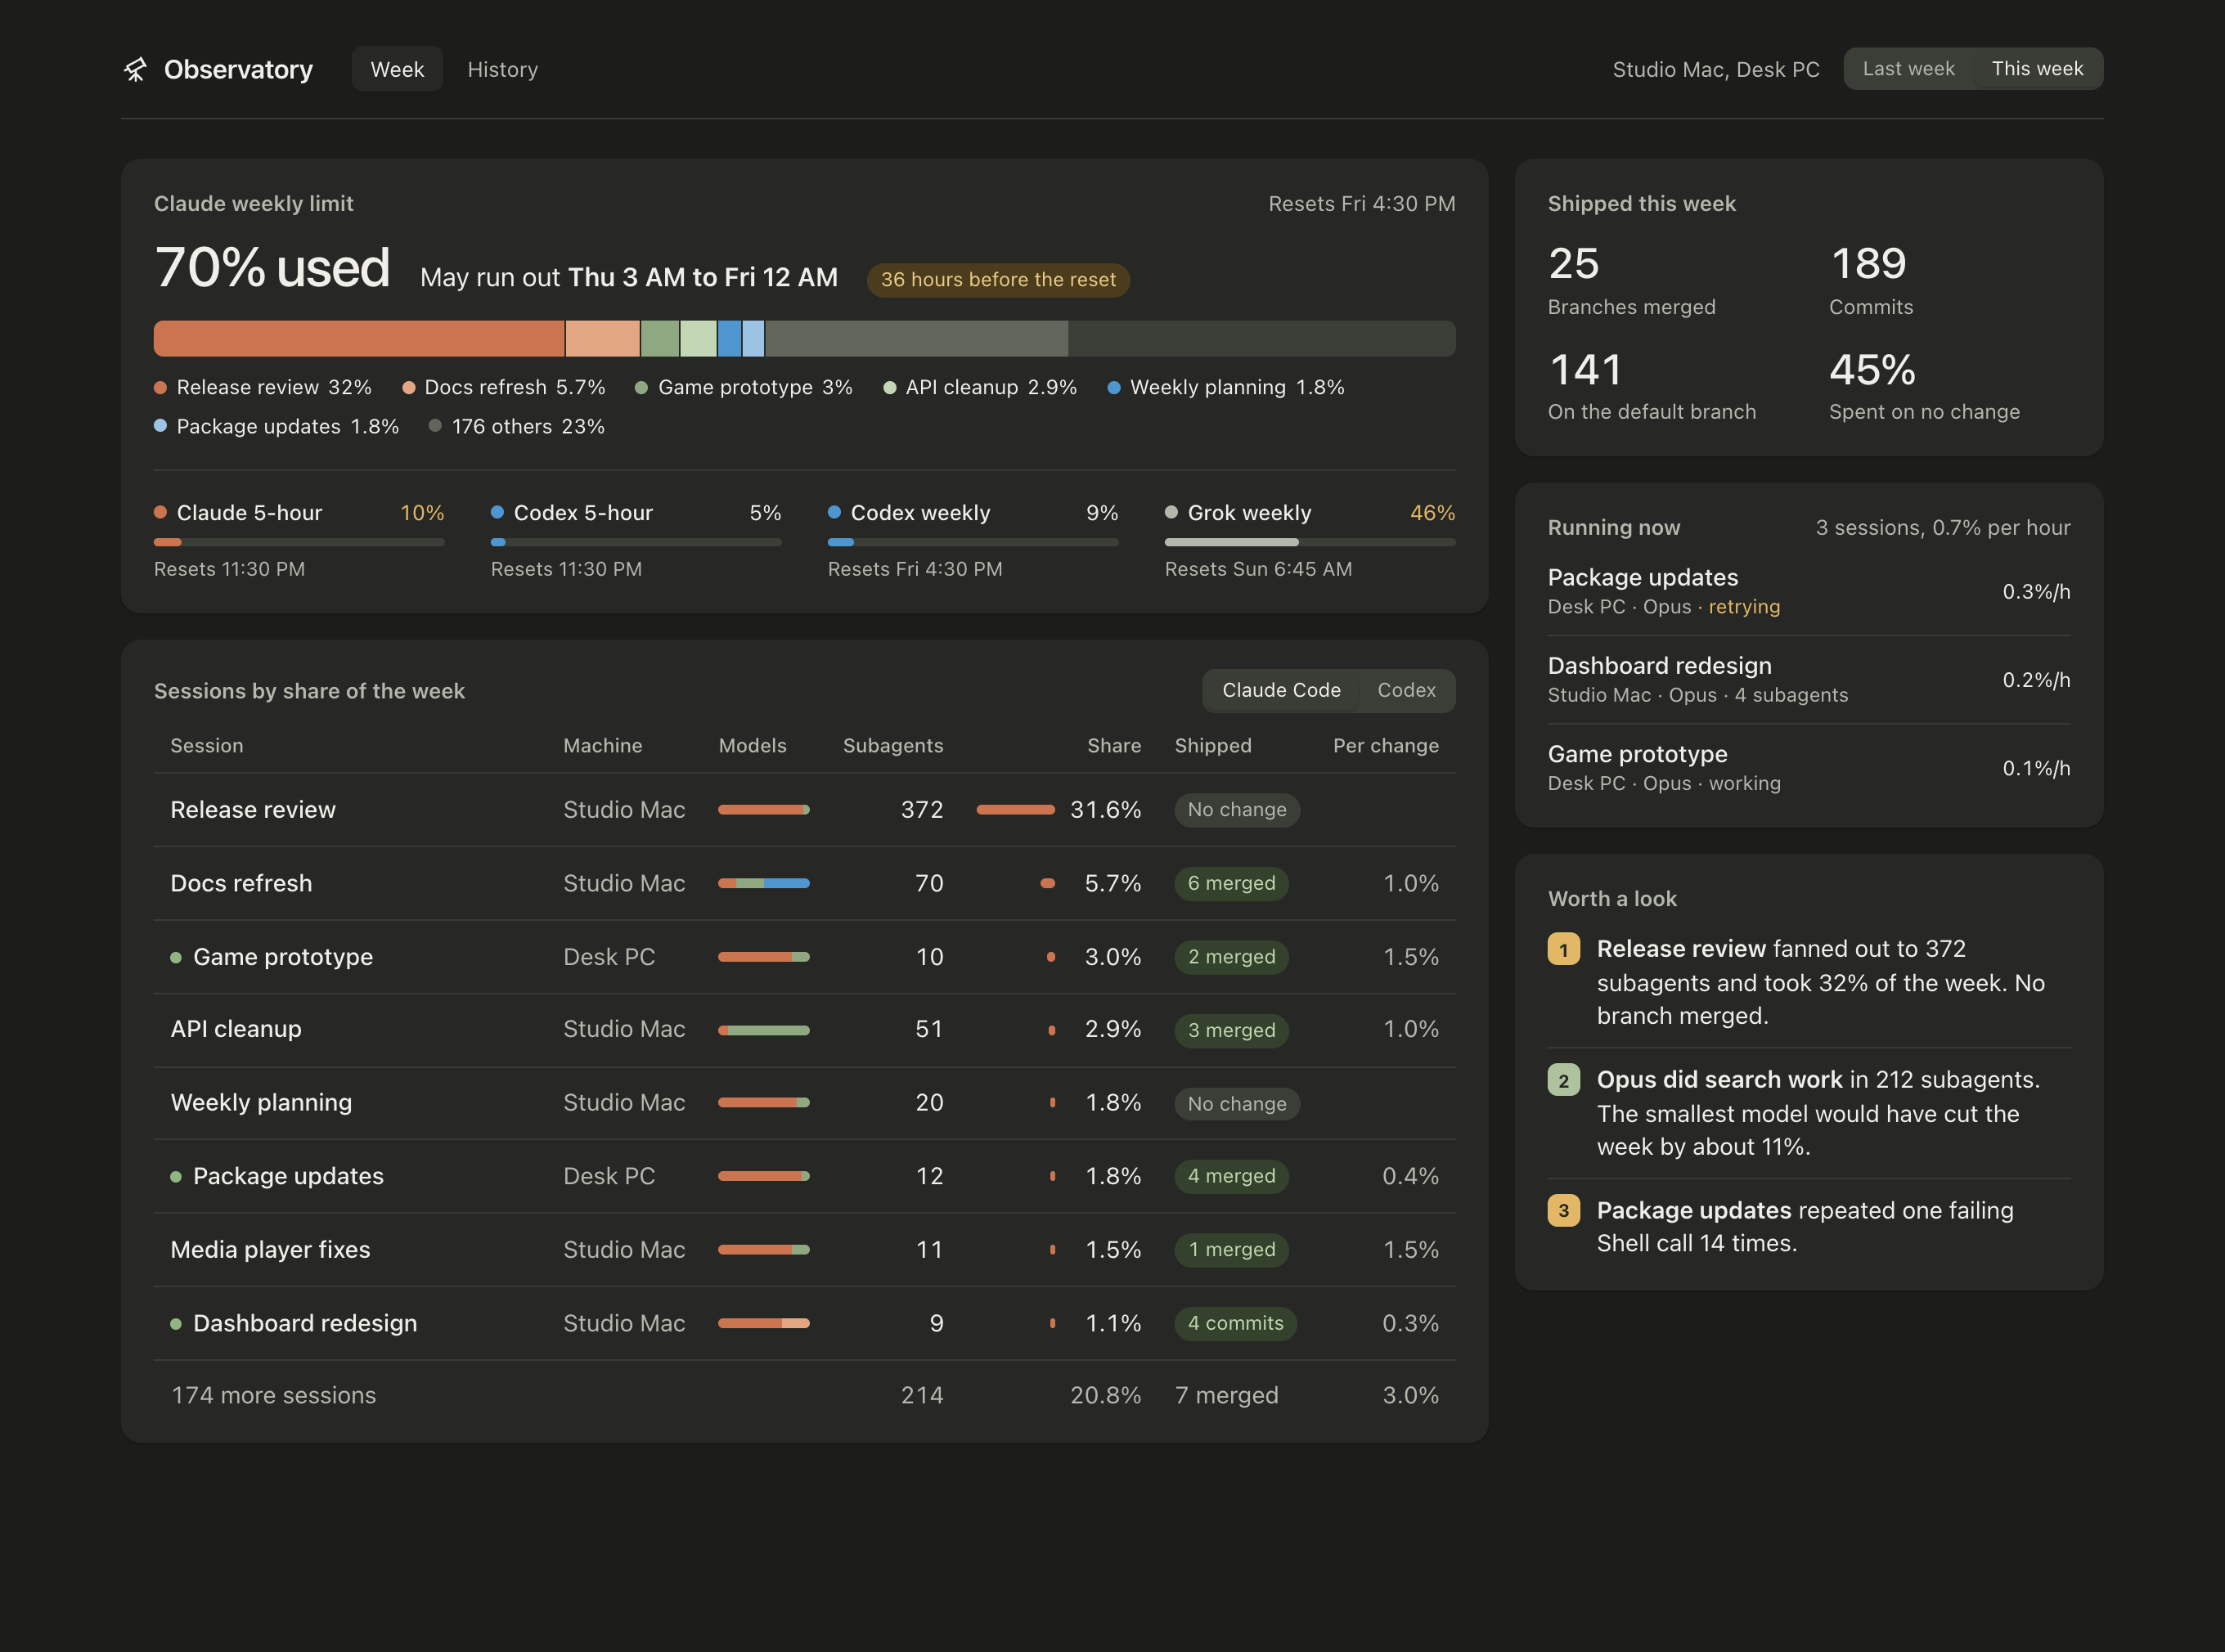 Observatory
Week
History
Studio Mac, Desk PC
Last week
This week
Claude weekly limit
Resets Fri 4:30 PM
70% used
May run out Thu 3 AM to Fri 12 AM
36 hours before the reset
Release review 32%
Docs refresh 5.7%
Game prototype 3%
API cleanup 2.9%
Weekly planning 1.8%
Package updates 1.8%
176 others 23%
Claude 5-hour 10%
Resets 11:30 PM
Codex 5-hour 5%
Resets 11:30 PM
Codex weekly 9%
Resets Fri 4:30 PM
Grok weekly 46%
Resets Sun 6:45 AM
Sessions by share of the week
Claude Code
Codex
Session Machine Models Subagents Share Shipped Per change
Release review Studio Mac 372 31.6% No change
Docs refresh Studio Mac 70 5.7% 6 merged 1.0%
Game prototype Desk PC 10 3.0% 2 merged 1.5%
API cleanup Studio Mac 51 2.9% 3 merged 1.0%
Weekly planning Studio Mac 20 1.8% No change
Package updates Desk PC 12 1.8% 4 merged 0.4%
Media player fixes Studio Mac 11 1.5% 1 merged 1.5%
Dashboard redesign Studio Mac 9 1.1% 4 commits 0.3%
174 more sessions 214 20.8% 7 merged 3.0%
Shipped this week
25
Branches merged
189
Commits
141
On the default branch
45%
Spent on no change
Running now
3 sessions, 0.7% per hour
Package updates
Desk PC · Opus · retrying
0.3%/h
Dashboard redesign
Studio Mac · Opus · 4 subagents
0.2%/h
Game prototype
Desk PC · Opus · working
0.1%/h
Worth a look
1 Release review fanned out to 372
subagents and took 32% of the week. No
branch merged.
2 Opus did search work in 212 subagents.
The smallest model would have cut the
week by about 11%.
3 Package updates repeated one failing
Shell call 14 times.